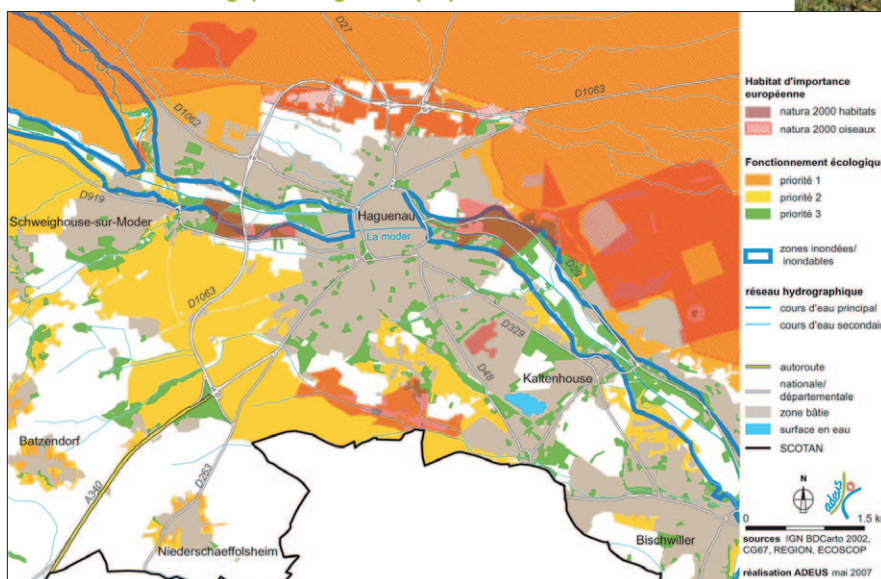 D27
D1063
D1062
D919
Schweighouse-sur-Moder
Haguenau
La moder
D29
D1063
D329
D48
Kaltenhouse
Batzendorf
A340
D263
Niederschaeffolsheim
Bischwiller
Habitat d'importance
européenne
natura 2000 habitats
natura 2000 oiseaux
Fonctionnement écologique
priorité 1
priorité 2
priorité 3
zones inondées/
inondables
réseau hydrographique
cours d'eau principal
cours d'eau secondair
autoroute
nationale/
départementale
zone bâtie
surface en eau
SCOTAN
N
adeus
0 1.5 k
sources IGN BDCarto 2002,
CG67, REGION, ECOSCOP
réalisation ADEUS mai 2007